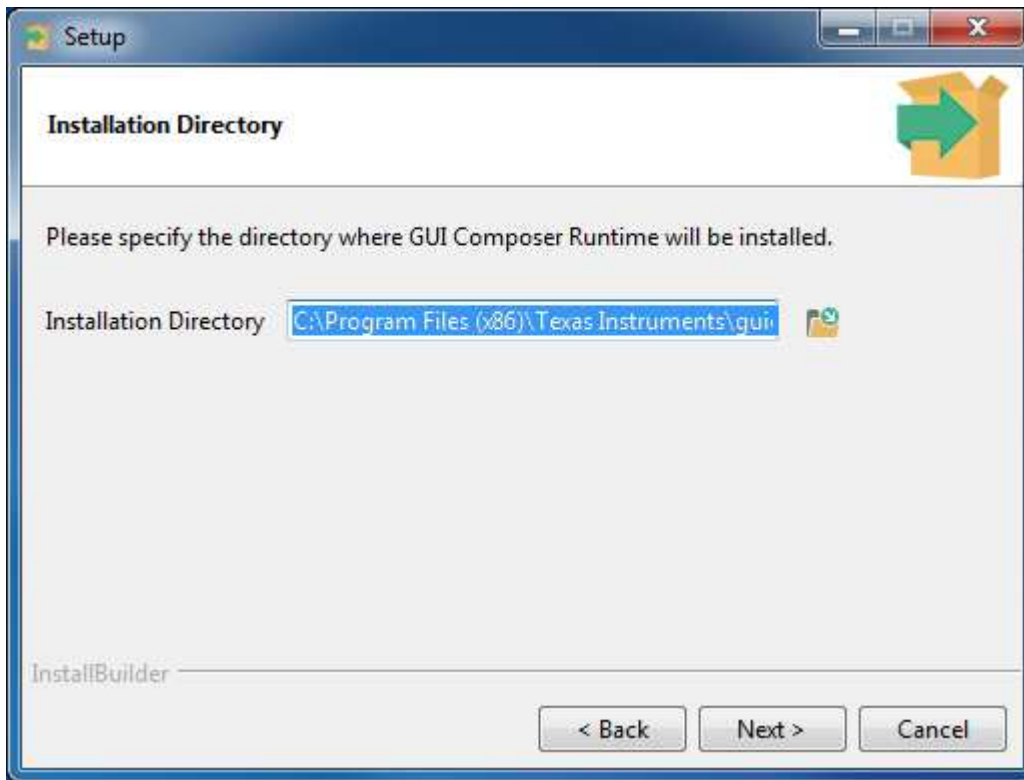 Setup
Installation Directory
Please specify the directory where GUI Composer Runtime will be installed.
Installation Directory C:\Program Files (x86)\Texas Instruments\gui
InstallBuilder
< Back Next > Cancel